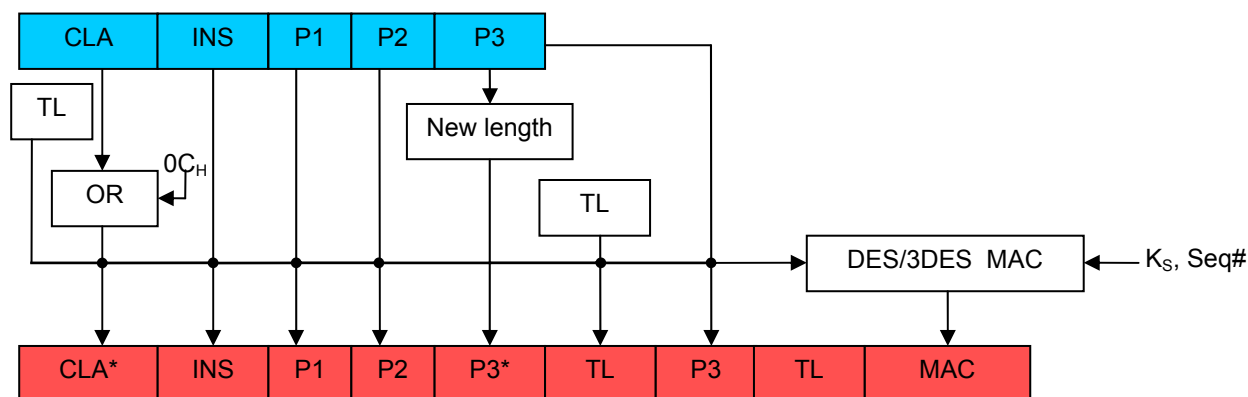 CLA INS P1 P2 P3
TL
New length
0CH
OR
TL
DES/3DES MAC
KS, Seq#
CLA* INS P1 P2 P3* TL P3 TL MAC